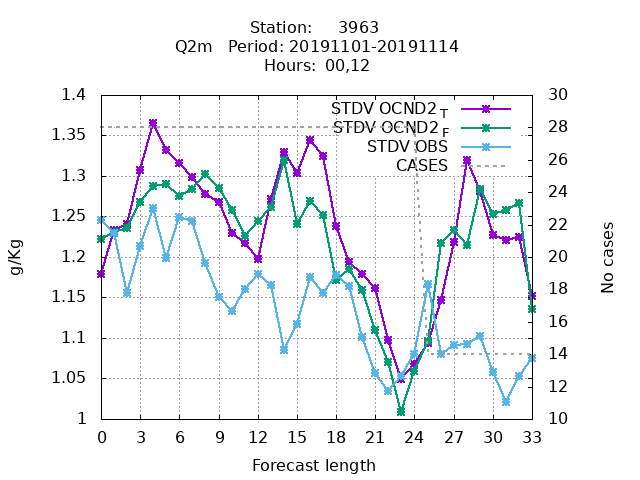 Station: 3963
Q2m Period: 20191101-20191114
Hours: 00,12
STDV OCND2_T
STDV OCND2_F
STDV OBS
CASES
g/Kg
No cases
1.4
1.35
1.3
1.25
1.2
1.15
1.1
1.05
1
30
28
26
24
22
20
18
16
14
12
10
0 3 6 9 12 15 18 21 24 27 30 33
Forecast length